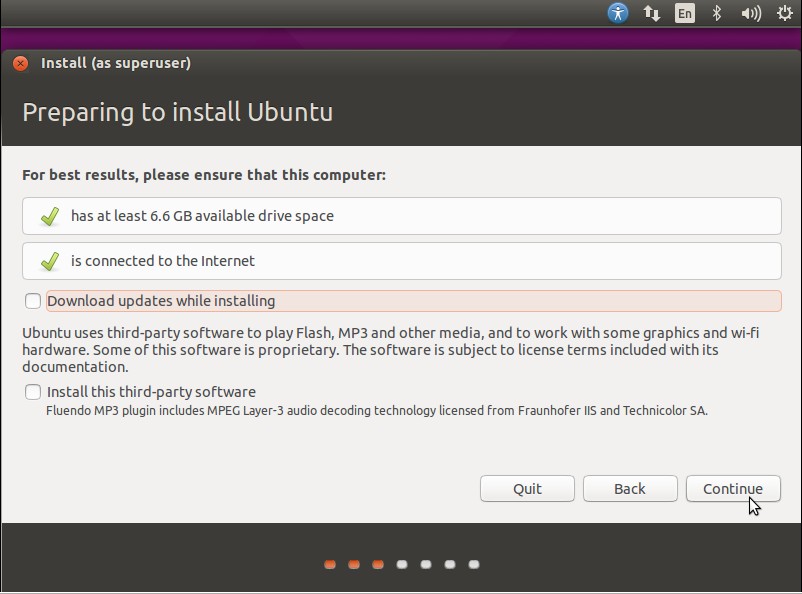 En
Install (as superuser)
Preparing to install Ubuntu
For best results, please ensure that this computer:
has at least 6.6 GB available drive space
is connected to the Internet
Download updates while installing
Ubuntu uses third-party software to play Flash, MP3 and other media, and to work with some graphics and wi-fi
hardware. Some of this software is proprietary. The software is subject to license terms included with its
documentation.
Install this third-party software
Fluendo MP3 plugin includes MPEG Layer-3 audio decoding technology licensed from Fraunhofer IIS and Technicolor SA.
Quit Back Continue